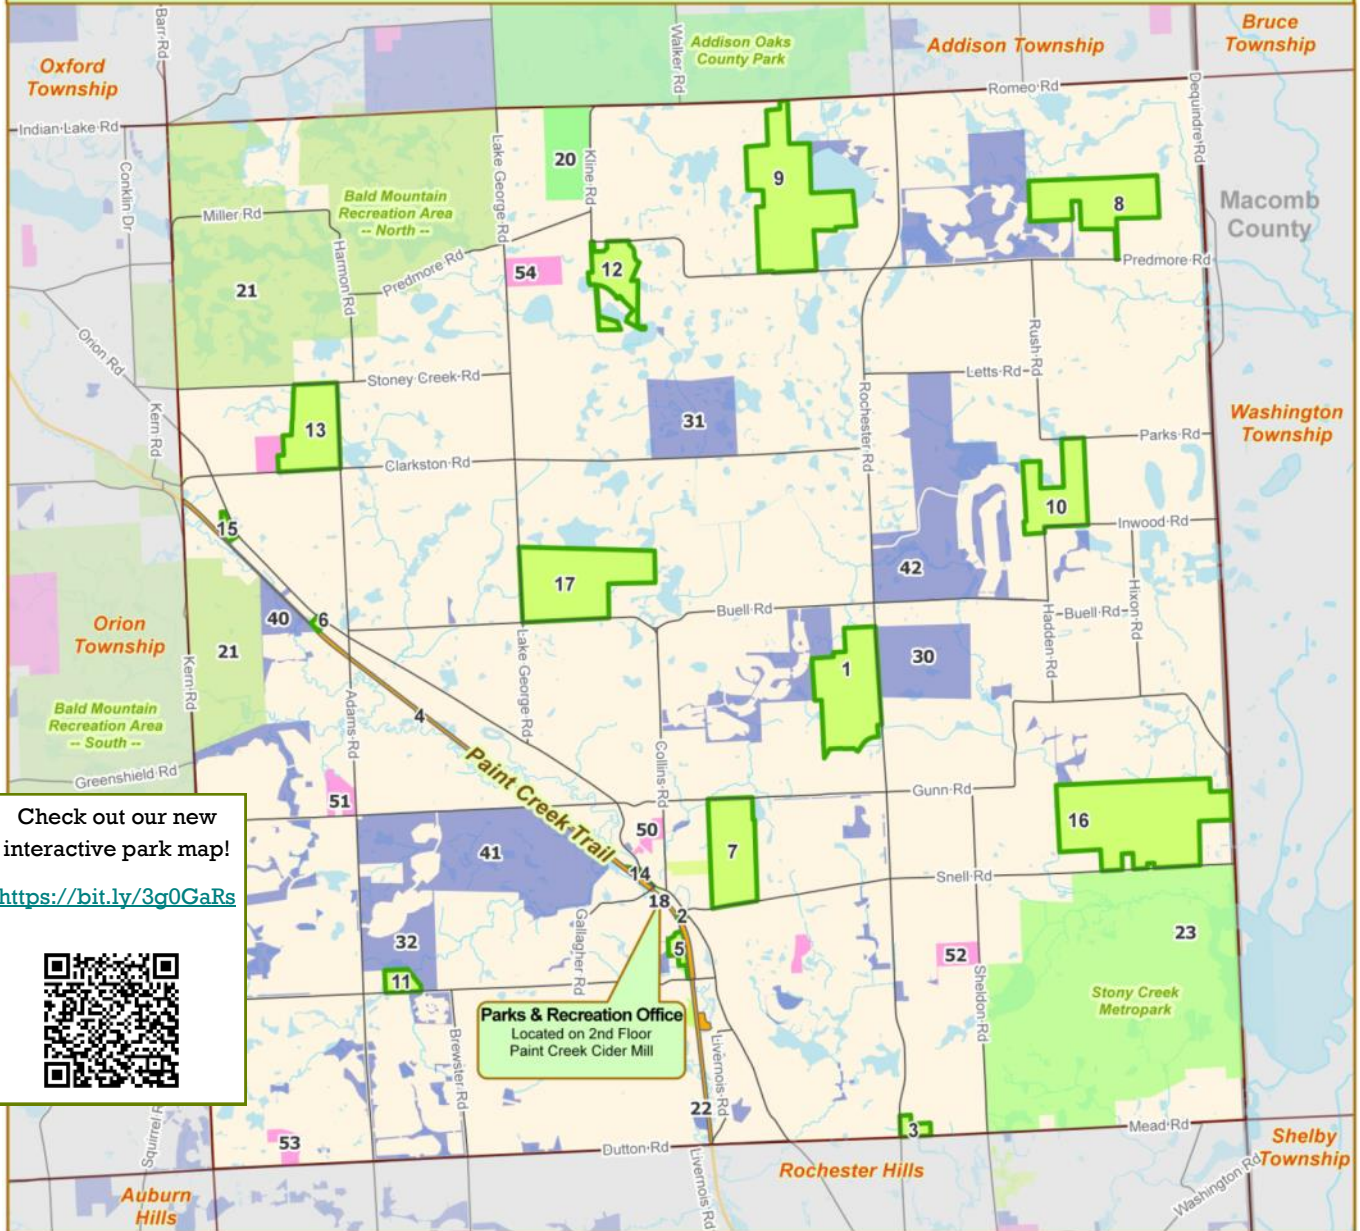 Bruce
Township
Addison Oaks
County Park
Addison Township
Oxford
Township
Barr Rd
Walker Rd
Romeo Rd
Dequindre Rd
Indian Lake Rd
Conklin Dr
Lake George Rd
20
Kline Rd
9
8
Macomb
County
Bald Mountain
Recreation Area
-- North --
Miller Rd
Harmon Rd
Predmore Rd
54
12
Predmore Rd
21
Orion Rd
Rush Rd
Stoney Creek Rd
Letts Rd
Kern Rd
13
31
Rochester Rd
Washington
Township
Parks Rd
Clarkston Rd
10
15
Inwood Rd
17
42
Hixon Rd
40
6
Buell Rd
Buell Rd
Hadden Rd
Orion
Township
21
Kern Rd
Lake George Rd
1
30
Bald Mountain
Recreation Area
-- South --
Adams Rd
4
Collins Rd
Paint Creek Trail
Greenshield Rd
Gunn Rd
51
50
16
Check out our new
interactive park map!
https://bit.ly/3g0GaRs
41
7
14
Snell Rd
18
2
Gallagher Rd
23
32
5
52
11
Sheldon Rd
Stony Creek
Metropark
Parks & Recreation Office
Located on 2nd Floor
Paint Creek Cider Mill
Brewster Rd
Livernois Rd
22
3
Mead Rd
53
Dutton Rd
Squirrel R
Rochester Hills
Shelby
Township
Livernois Rd
Washington Rd
Auburn
Hills